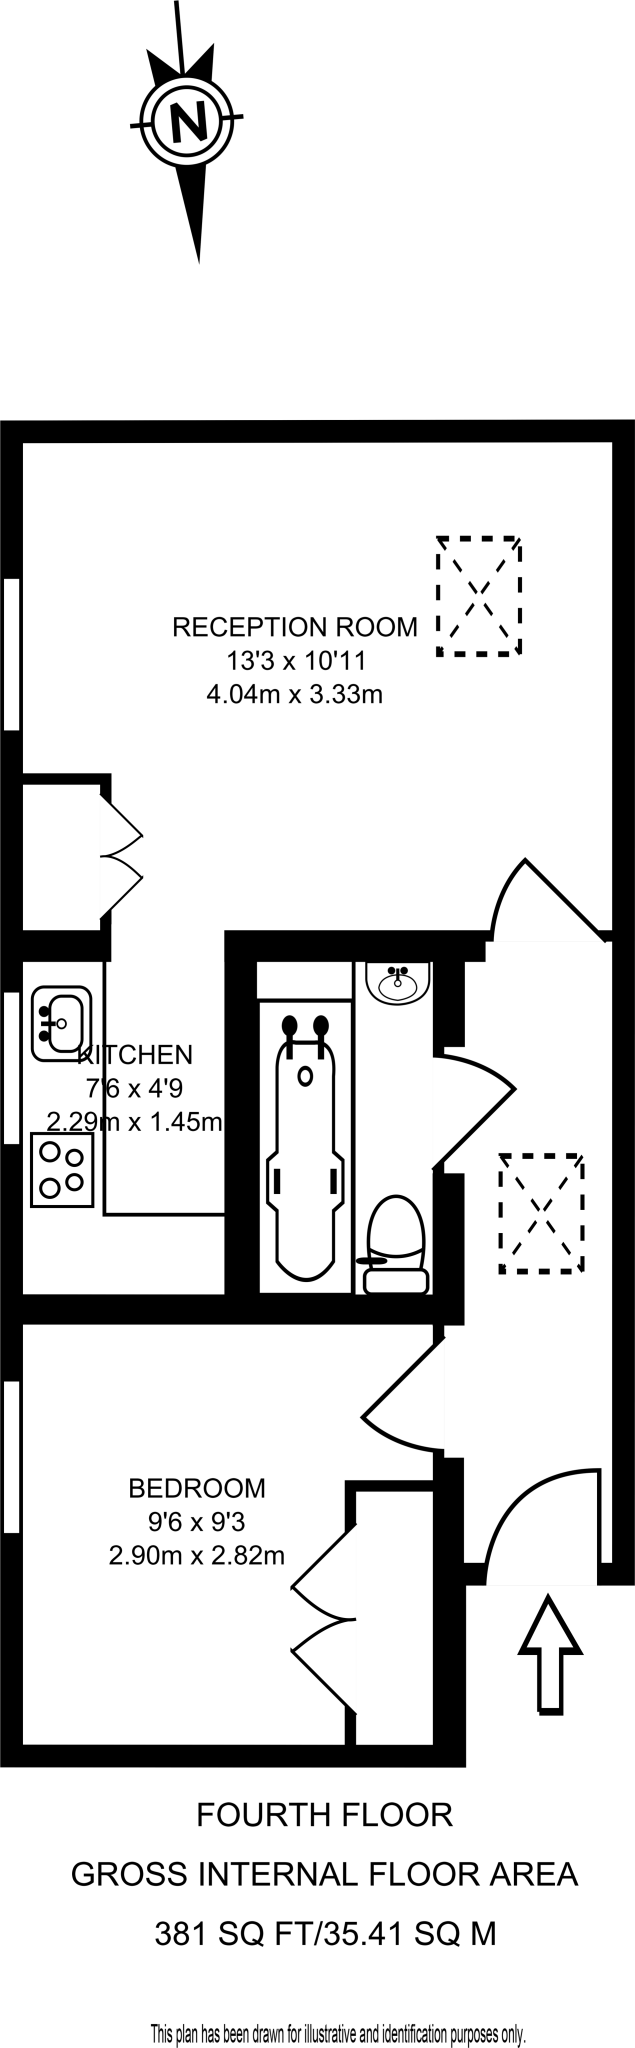 N
RECEPTION ROOM
13'3 x 10'11
4.04m x 3.33m
KITCHEN
7'6 x 4'9
2.29m x 1.45m
BEDROOM
9'6 x 9'3
2.90m x 2.82m
FOURTH FLOOR
GROSS INTERNAL FLOOR AREA
381 SQ FT/35.41 SQ M
This plan has been drawn for illustrative and identification purposes only.